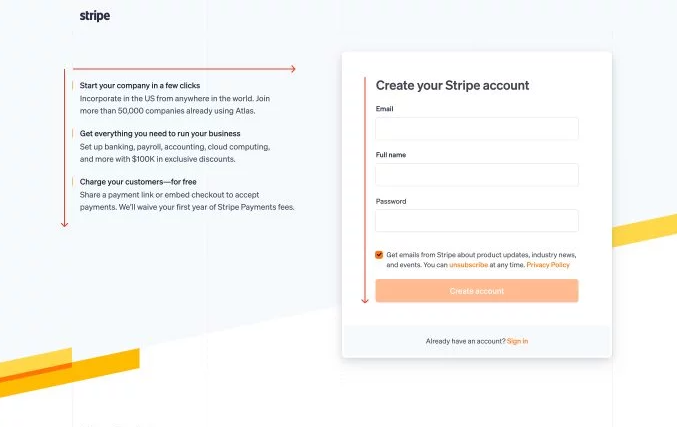 stripe
Start your company in a few clicks
Incorporate in the US from anywhere in the world. Join
more than 50,000 companies already using Atlas.
Get everything you need to run your business
Set up banking, payroll, accounting, cloud computing,
and more with $100K in exclusive discounts.
Charge your customers—for free
Share a payment link or embed checkout to accept
payments. We'll waive your first year of Stripe Payments fees.
Create your Stripe account
Email
Full name
Password
Get emails from Stripe about product updates, industry news,
and events. You can unsubscribe at any time. Privacy Policy
Create account
Already have an account? Sign in